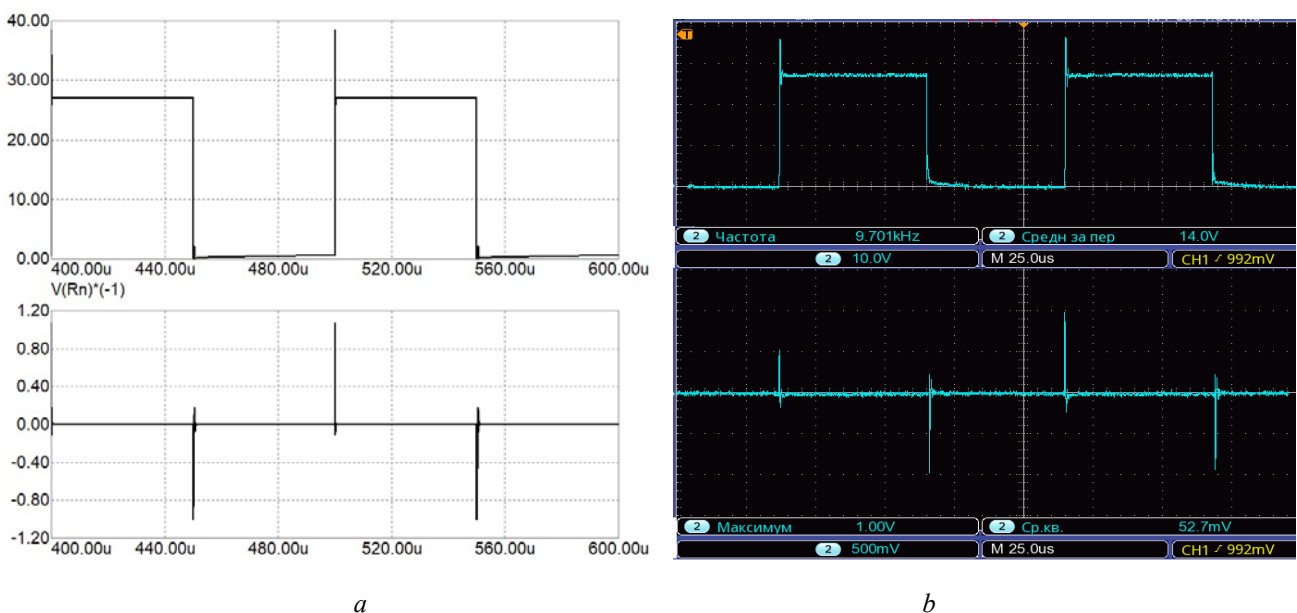 40.00
30.00
20.00
10.00
0.00
400.00u 440.00u 480.00u 520.00u 560.00u 600.00u
V(Rn)*(-1)
1.20
0.80
0.40
0.00
-0.40
-0.80
-1.20
400.00u 440.00u 480.00u 520.00u 560.00u 600.00u
a
T
2 Частота 9.701kHz
2 Средн за пер 14.0V
2 10.0V
M 25.0us
CH1 992mV
2 Максимум 1.00V
2 Ср.кв. 52.7mV
2 500mV
M 25.0us
CH1 992mV
b